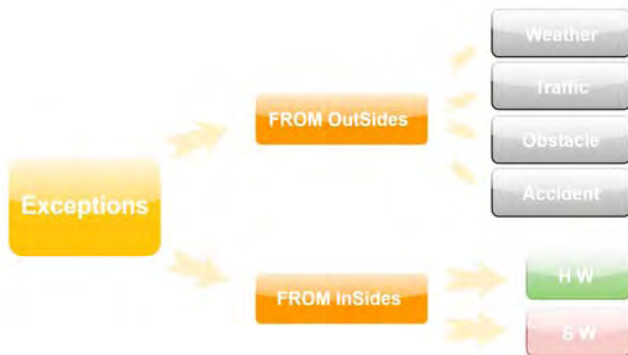 Weather
Traffic
FROM OutSides
Obstacle
Accident
Exceptions
H W
FROM InSides
S W